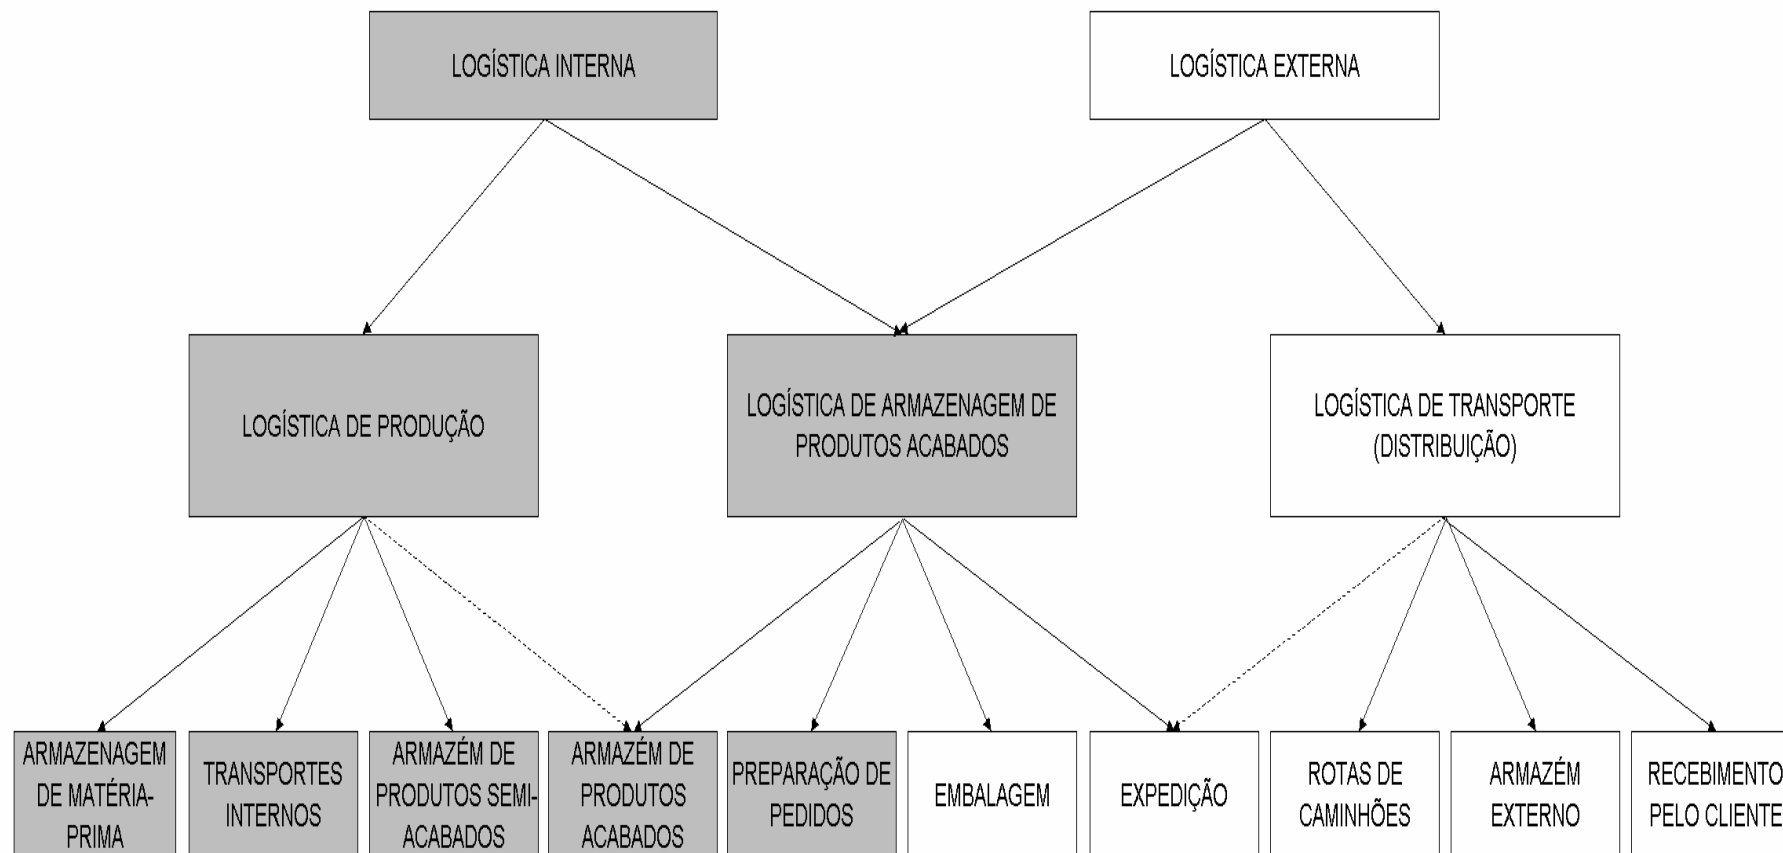 LOGÍSTICA INTERNA
LOGÍSTICA EXTERNA
LOGÍSTICA DE PRODUÇÃO
LOGÍSTICA DE ARMAZENAGEM DE
PRODUTOS ACABADOS
LOGÍSTICA DE TRANSPORTE
(DISTRIBUIÇÃO)
ARMAZENAGEM
DE MATÉRIA-
PRIMA
TRANSPORTES
INTERNOS
ARMAZÉM DE
PRODUTOS SEMI-
ACABADOS
ARMAZÉM DE
PRODUTOS
ACABADOS
PREPARAÇÃO DE
PEDIDOS
EMBALAGEM
EXPEDIÇÃO
ROTAS DE
CAMINHÕES
ARMAZÉM
EXTERNO
RECEBIMENTO
PELO CLIENTE